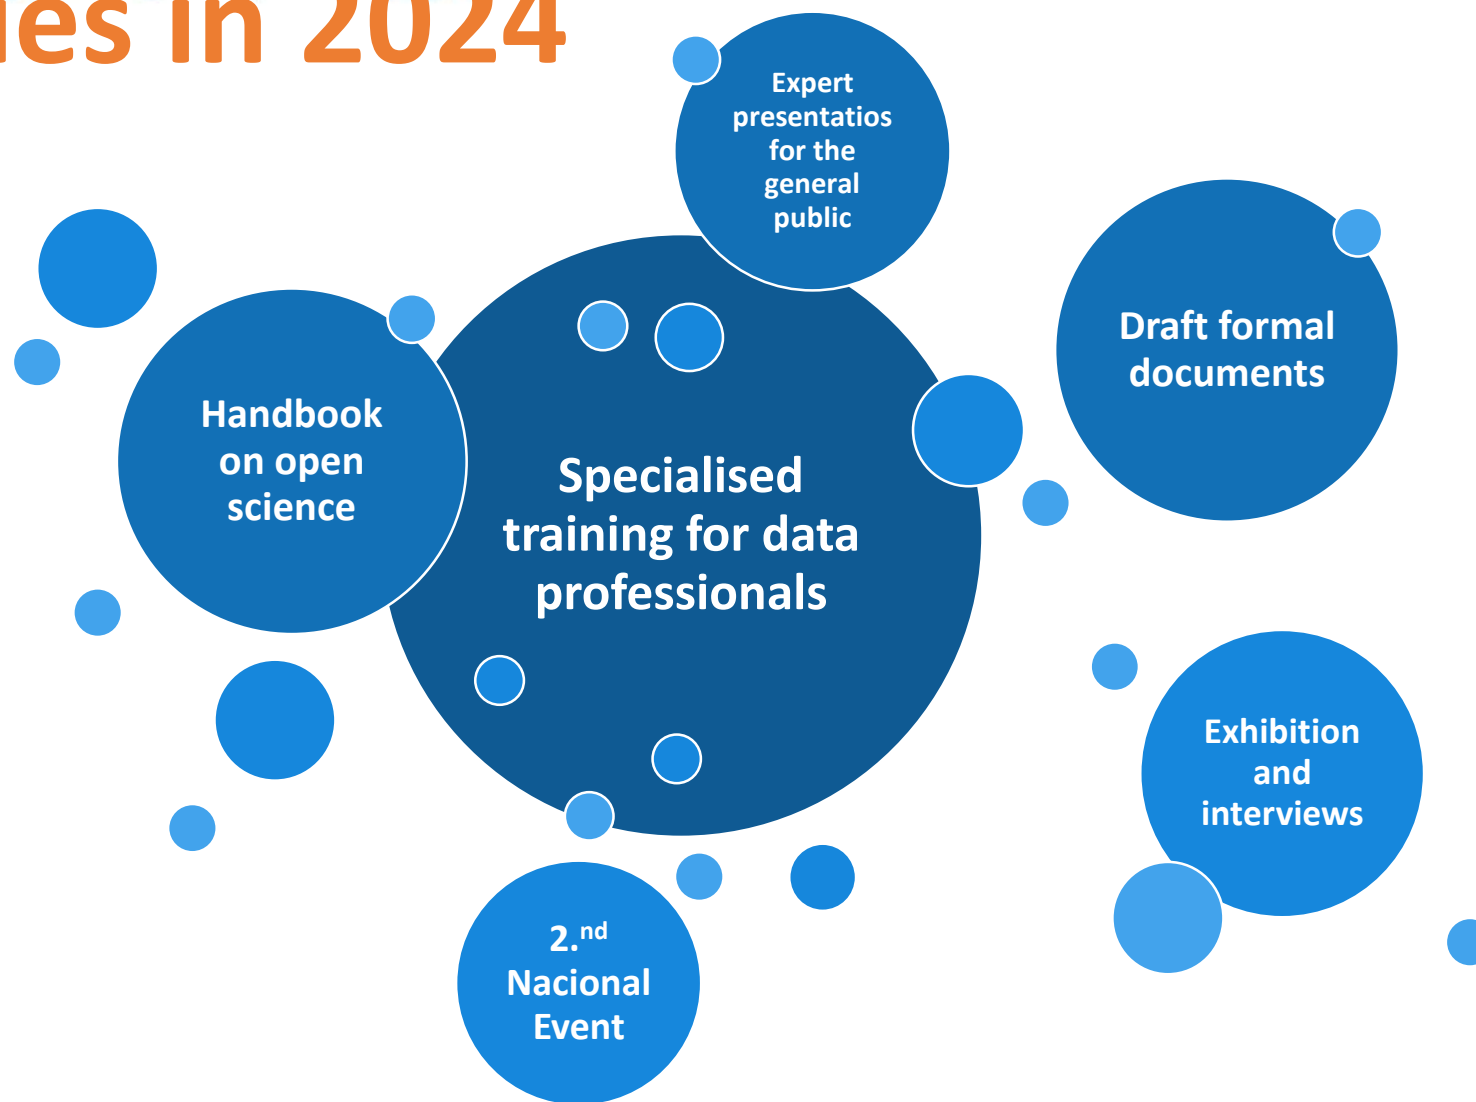 ies in 2024
Expert
presentatios
for the
general
public
Draft formal
documents
Handbook
on open
science
Specialised
training for data
professionals
Exhibition
and
interviews
2.nd
Nacional
Event